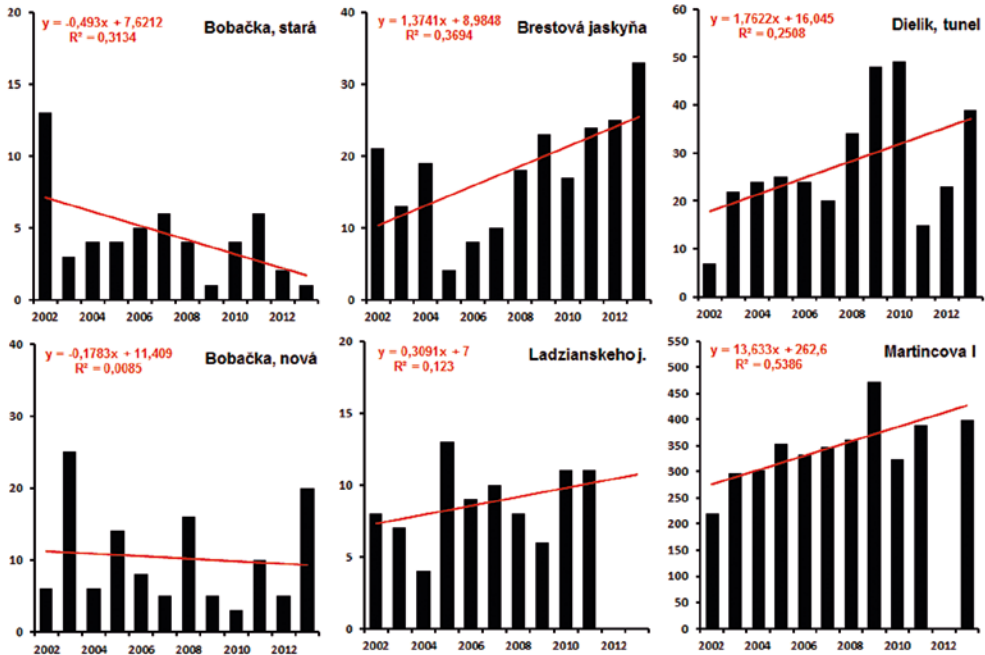 y = -0,493x + 7,6212
R² = 0,3134
Bobačka, stará
20
15
10
5
0
2002 2004 2006 2008 2010 2012
y = 1,3741x + 8,9848
R² = 0,3694
Brestová jaskyňa
40
30
20
10
0
2002 2004 2006 2008 2010 2012
y = 1,7622x + 16,045
R² = 0,2508
Dielik, tunel
60
50
40
30
20
10
0
2002 2004 2006 2008 2010 2012
y = -0,1783x + 11,409
R² = 0,0085
Bobačka, nová
40
30
20
10
0
2002 2004 2006 2008 2010 2012
y = 0,3091x + 7
R² = 0,123
Ladzianskeho j.
20
15
10
5
0
2002 2004 2006 2008 2010 2012
y = 13,633x + 262,6
R² = 0,5386
Martincova I
550
500
450
400
350
300
250
200
150
100
50
0
2002 2004 2006 2008 2010 2012